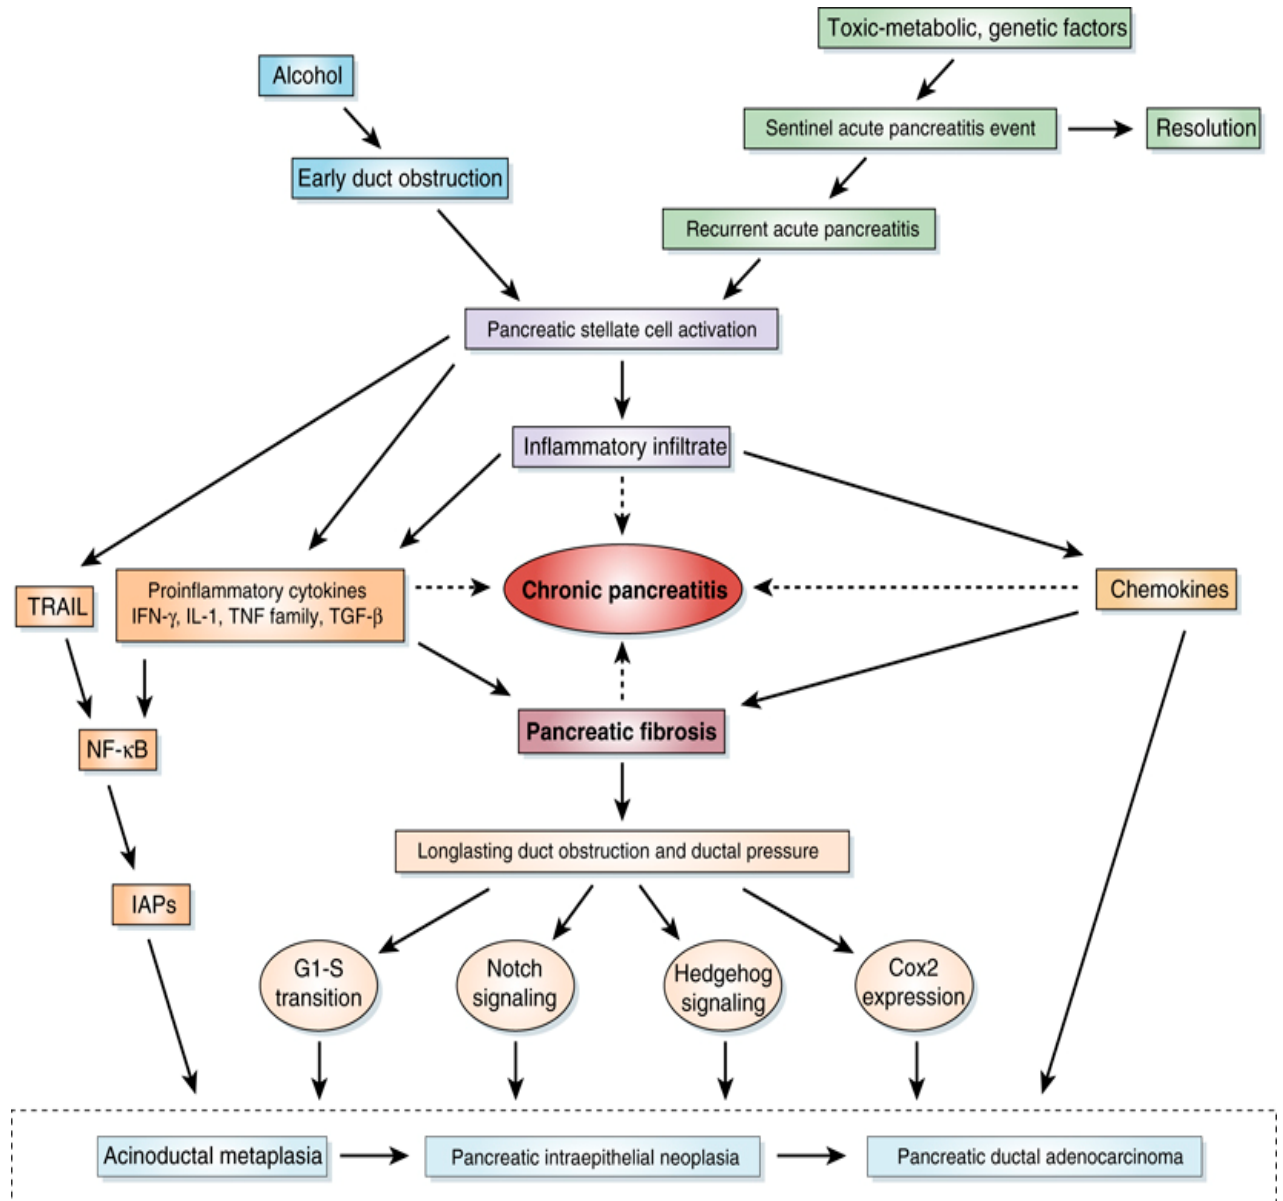 Toxic-metabolic, genetic factors
Alcohol
Sentinel acute pancreatitis event
Resolution
Early duct obstruction
Recurrent acute pancreatitis
Pancreatic stellate cell activation
Inflammatory infiltrate
TRAIL
Proinflammatory cytokines
IFN-γ, IL-1, TNF family, TGF-β
Chronic pancreatitis
Chemokines
Pancreatic fibrosis
NF-κB
Longlasting duct obstruction and ductal pressure
IAPs
G1-S
transition
Notch
signaling
Hedgehog
signaling
Cox2
expression
Acinoductal metaplasia
Pancreatic intraepithelial neoplasia
Pancreatic ductal adenocarcinoma